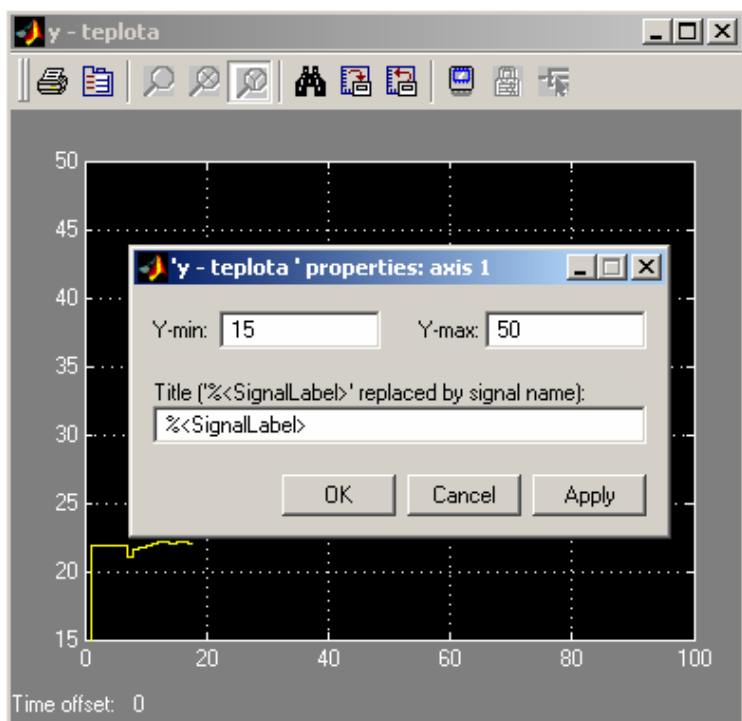 y - teplota
50
45
'y - teplota ' properties: axis 1
40
Y-min: 15 Y-max: 50
35
Title ('%<SignalLabel>' replaced by signal name):
%<SignalLabel>
30
OK Cancel Apply
25
20
15
0 20 40 60 80 100
Time offset: 0